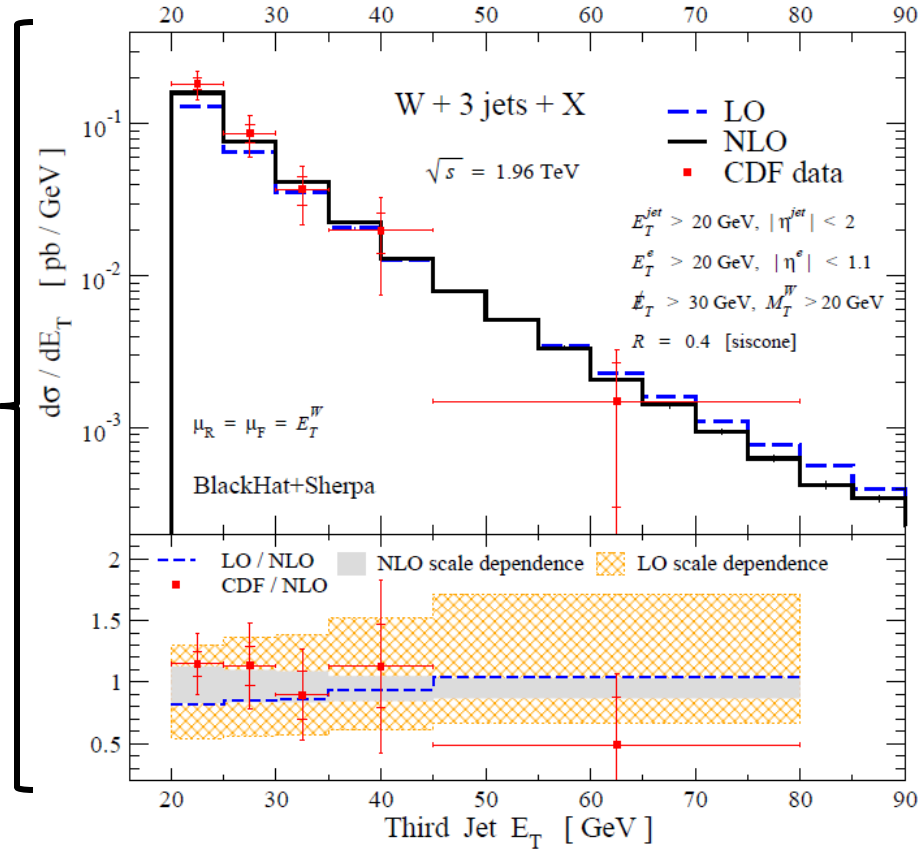 20 30 40 50 60 70 80 90
10^-1
10^-2
10^-3
dσ / dE_T [ pb / GeV ]
W + 3 jets + X
√s = 1.96 TeV
LO
NLO
CDF data
E_T^jet > 20 GeV, | η^jet | < 2
E_T^e > 20 GeV, | η^e | < 1.1
E̸_T > 30 GeV, M_T^W > 20 GeV
R = 0.4 [siscone]
μ_R = μ_F = E_T^W
BlackHat+Sherpa
2
1.5
1
0.5
LO / NLO
CDF / NLO
NLO scale dependence
LO scale dependence
20 30 40 50 60 70 80 90
Third Jet E_T [ GeV ]